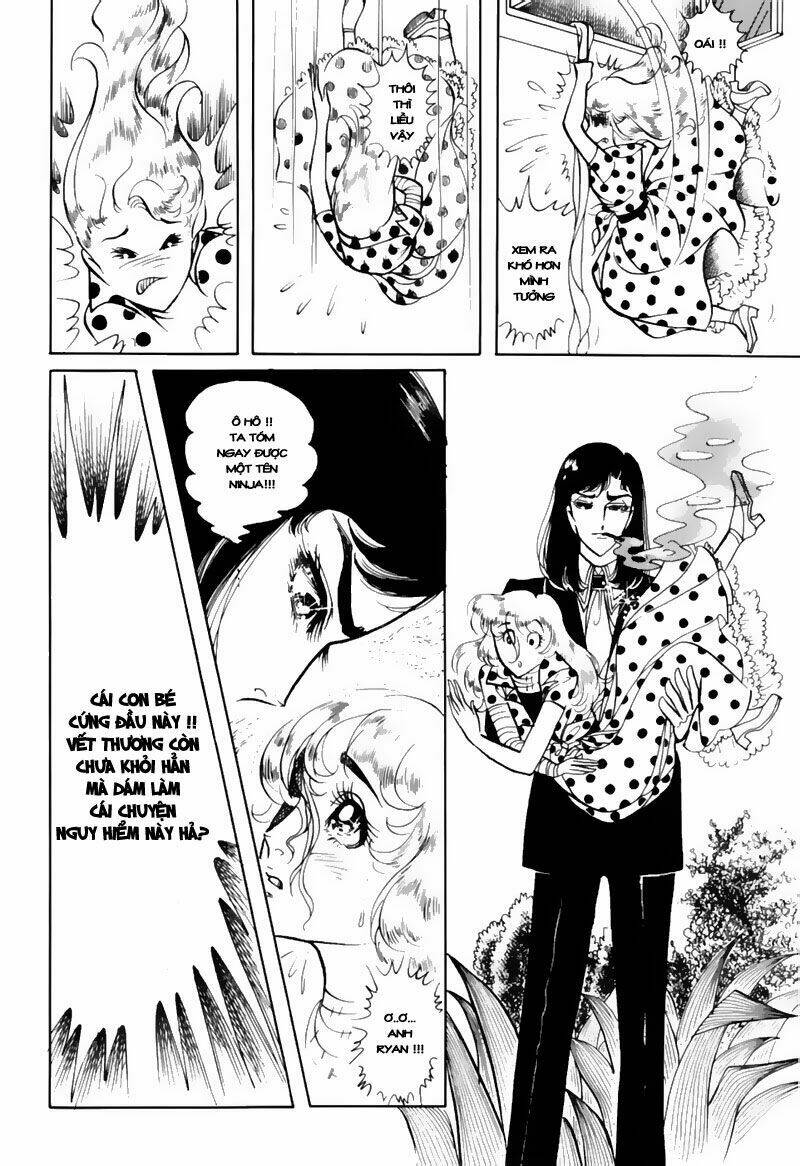 OÁI !!
XEM RA
KHÓ HƠN
MÌNH
TƯỞNG
THÔI
THÌ
LIỀU
VẬY
Ô HÔ !!
TA TÓM
NGAY ĐƯỢC
MỘT TÊN
NINJA!!!
Ơ..Ơ...
ANH
RYAN !!!
CÁI CON BÉ
CỨNG ĐẦU NÀY !!
VẾT THƯƠNG CÒN
CHƯA KHỎI HẲN
MÀ DÁM LÀM
CÁI CHUYỆN
NGUY HIỂM NÀY HẢ?